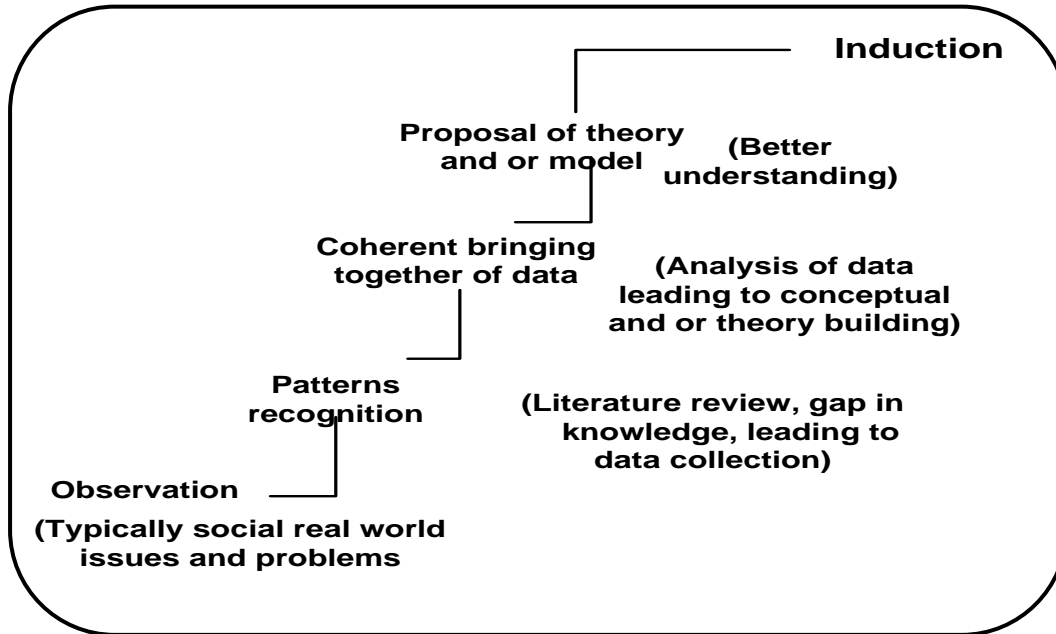 Induction
Proposal of theory
and or model
(Better
understanding)
Coherent bringing
together of data
(Analysis of data
leading to conceptual
and or theory building)
Patterns
recognition
(Literature review, gap in
knowledge, leading to
data collection)
Observation
(Typically social real world
issues and problems